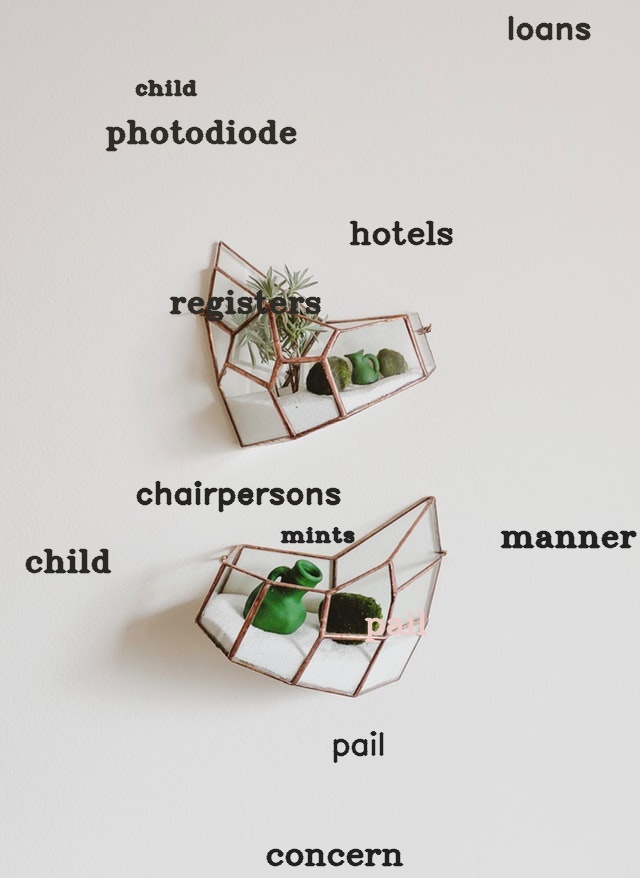 loans
child
photodiode
hotels
registers
chairpersons
mints
manner
child
pail
pail
concern